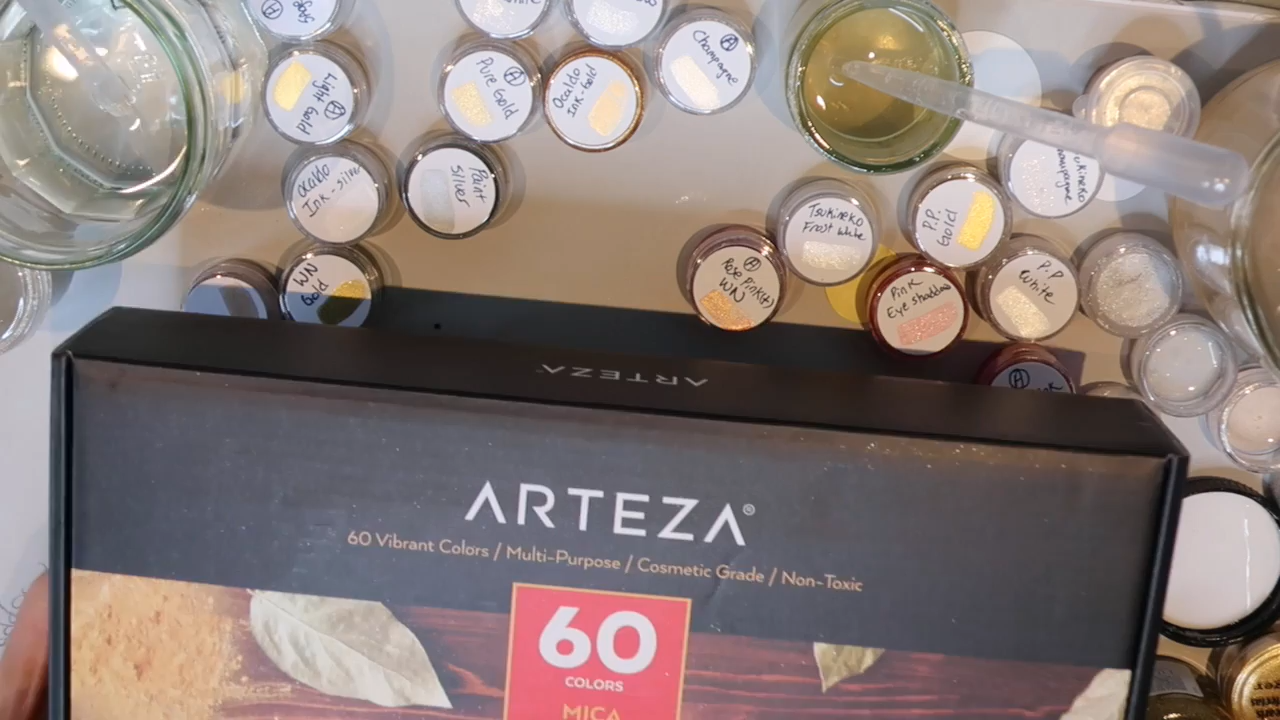 Light Gold
A
Pure Gold
A
Ocaldo
Ink-Gold
Champagne
A
Ocaldo
Ink-silver
Paint
Silver
WN
Gold
Tsukineko
Frost White
P.P.
Gold
Rose Pink(t)
A
WN
Pink
Eye shadow
P.P
White
A
ARTEZA
ARTEZA®
60 Vibrant Colors / Multi-Purpose / Cosmetic Grade / Non-Toxic
60
COLORS
MICA